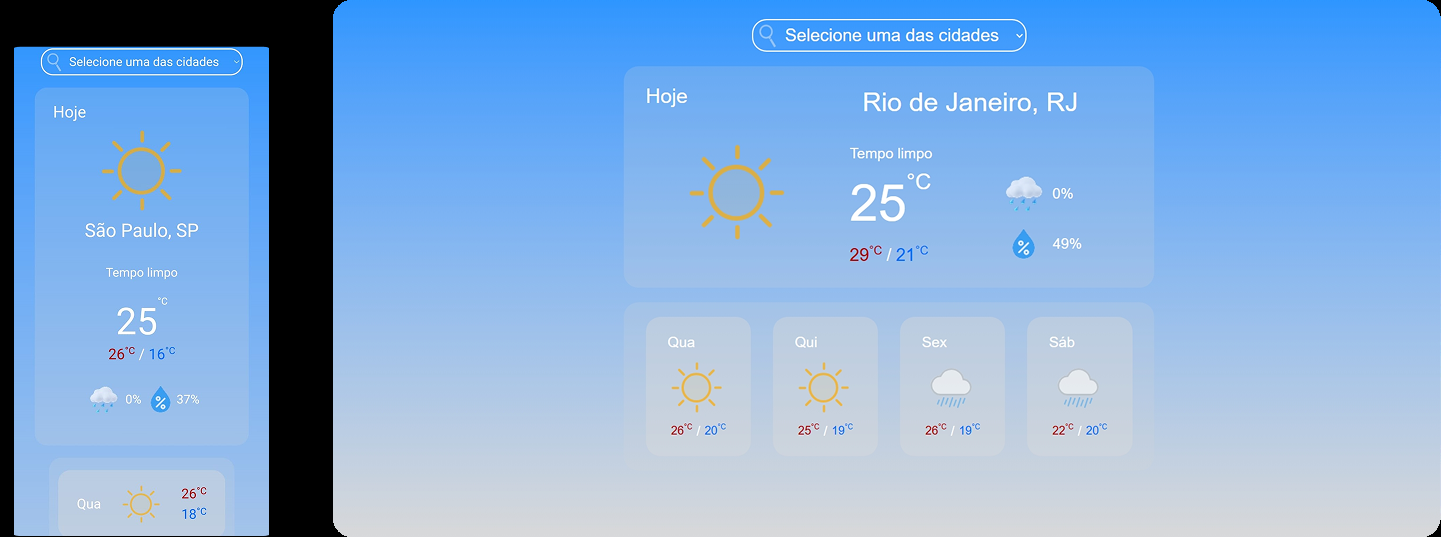 Selecione uma das cidades
Hoje
São Paulo, SP
Tempo limpo
25°C
26°C / 16°C
0% 37%
Qua
26°C
18°C
Selecione uma das cidades
Hoje
Rio de Janeiro, RJ
Tempo limpo
25°C
0%
49%
29°C / 21°C
Qua Qui Sex Sáb
26°C / 20°C 25°C / 19°C 26°C / 19°C 22°C / 20°C